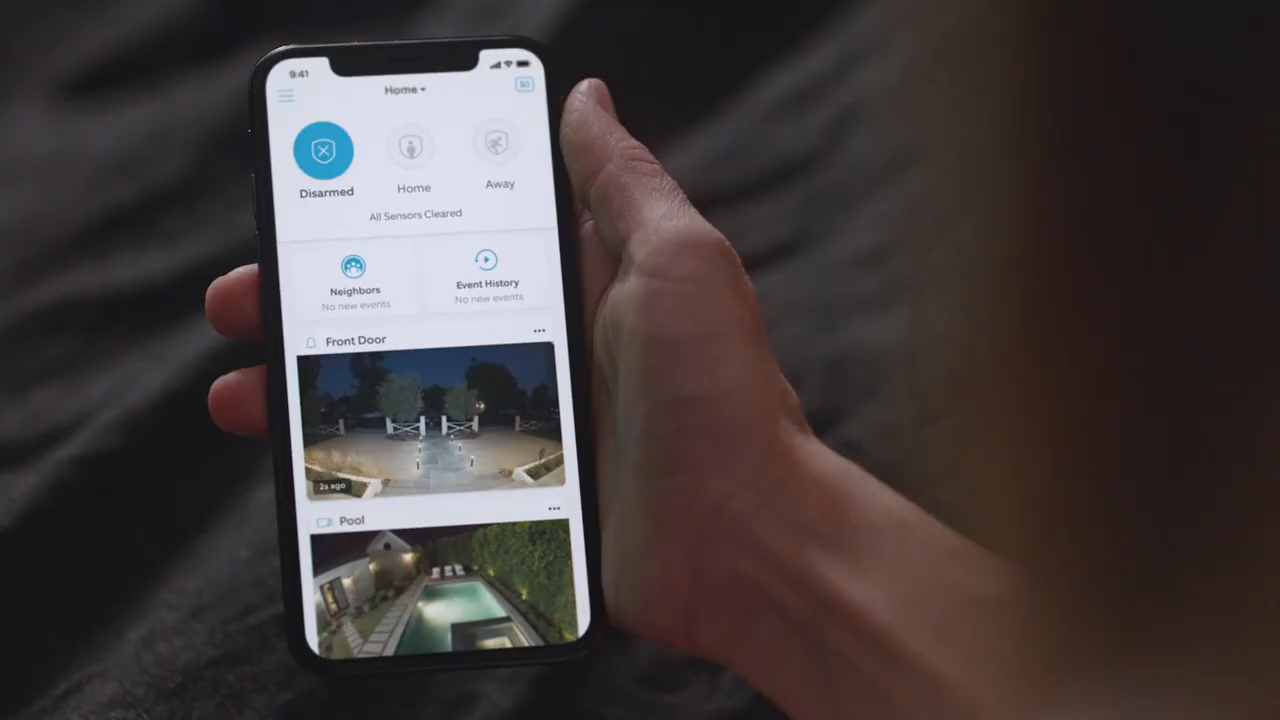 9:41
Home
Disarmed
Home
Away
All Sensors Cleared
Neighbors
No new events
Event History
No new events
Front Door
2s ago
Pool